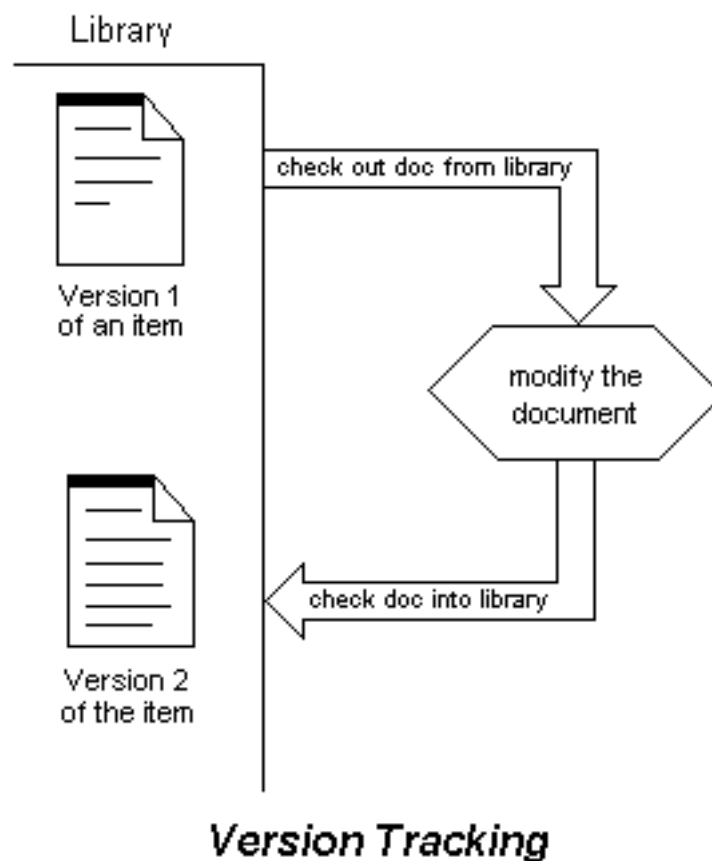 Library
check out doc from library
Version 1
of an item
modify the
document
check doc into library
Version 2
of the item
Version Tracking